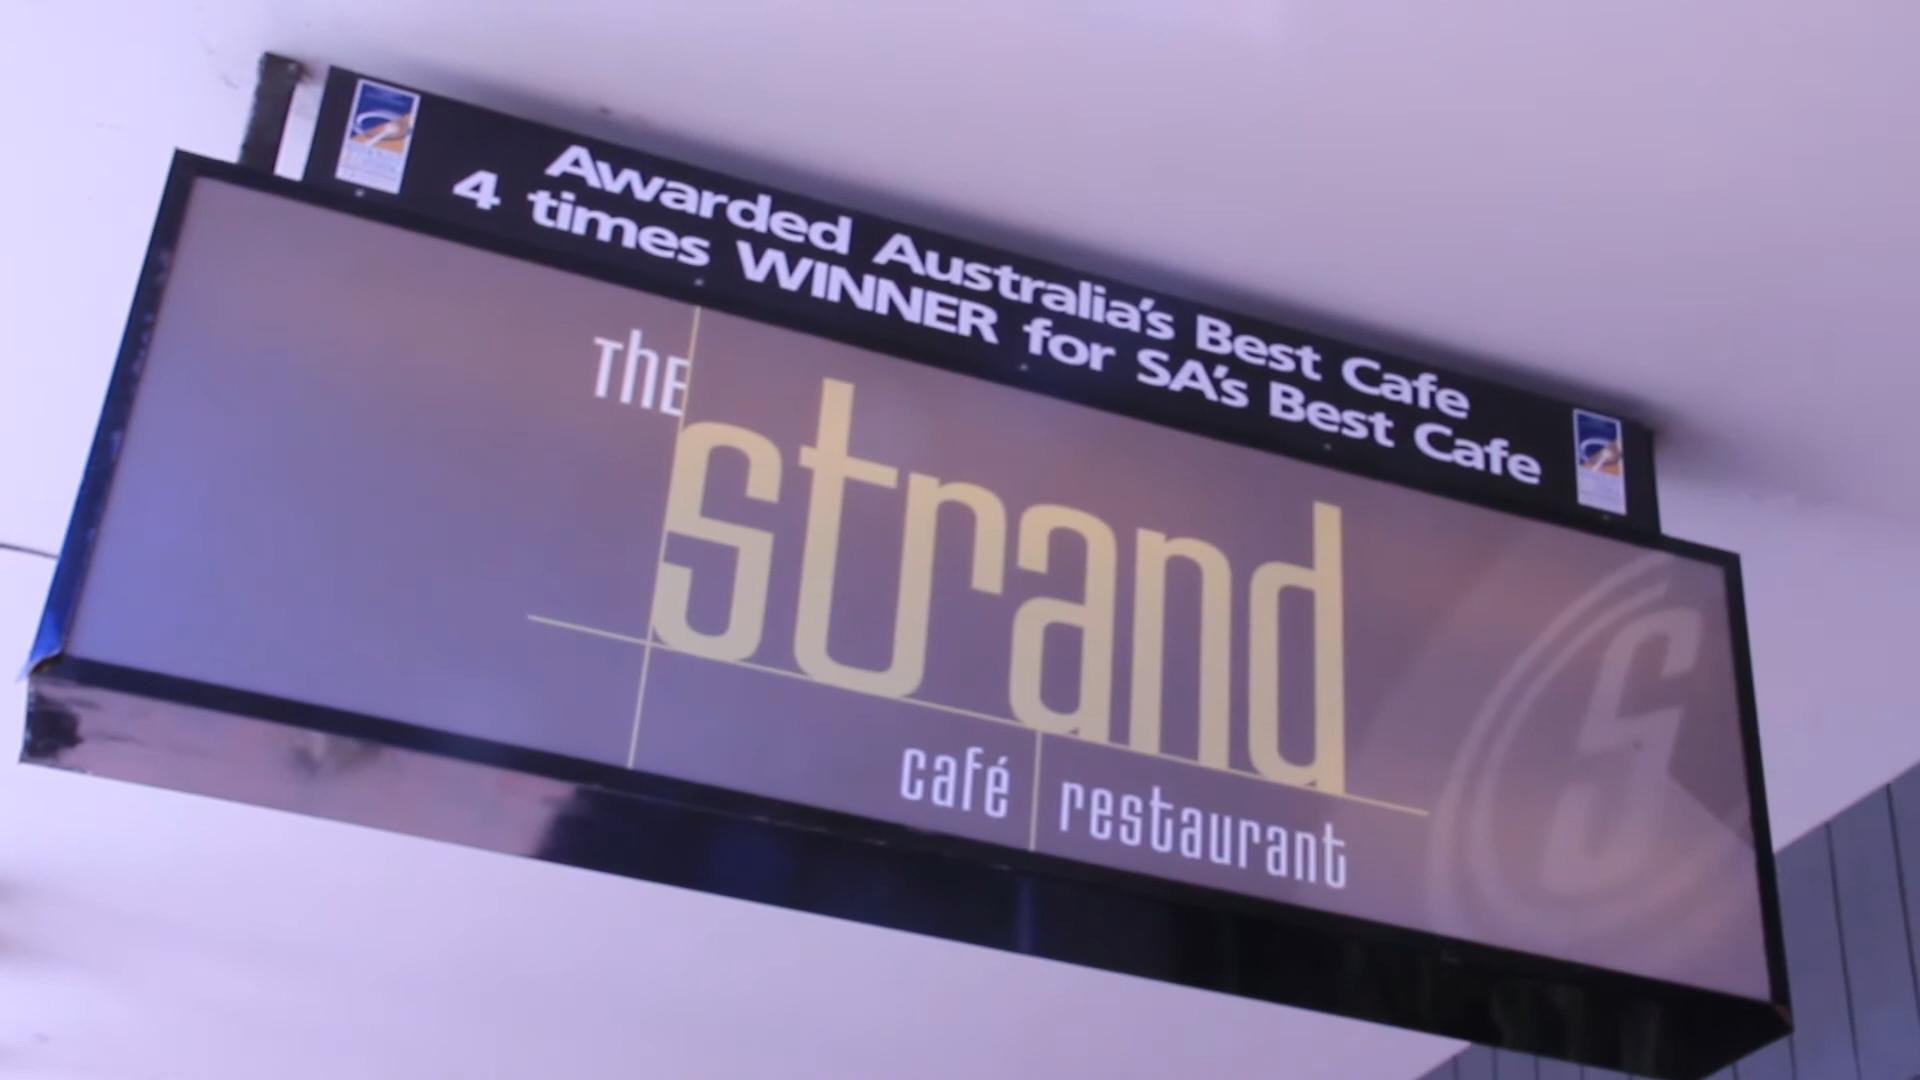 Awarded Australia's Best Cafe
4 times WINNER for SA's Best Cafe
The
strand
café restaurant
S